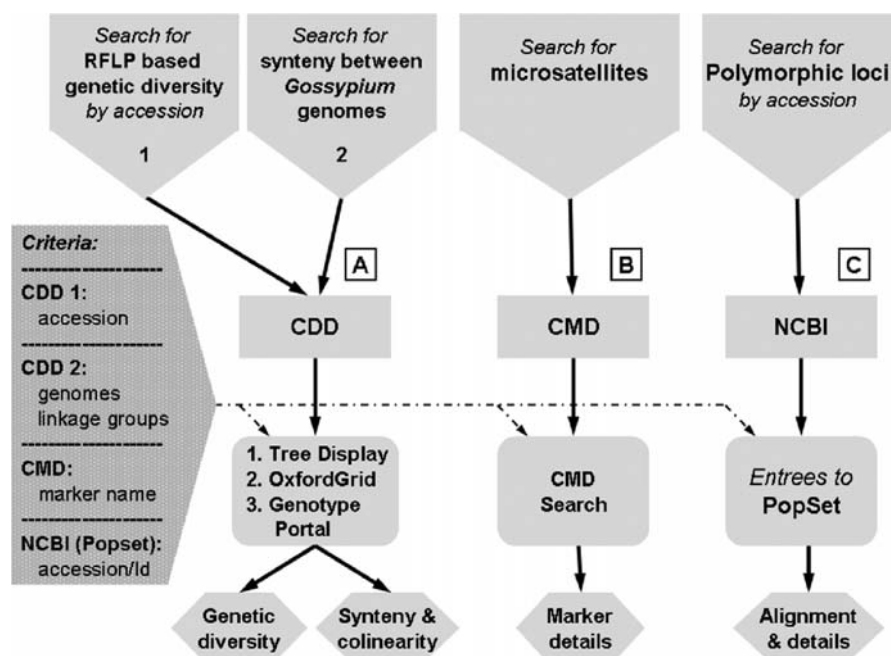 Search for
RFLP based
genetic diversity
by accession
1
Search for
synteny between
Gossypium
genomes
2
Search for
microsatellites
Search for
Polymorphic loci
by accession
Criteria:
CDD 1:
accession
CDD 2:
genomes
linkage groups
CMD:
marker name
NCBI (Popset):
accession/Id
A
CDD
B
CMD
C
NCBI
1. Tree Display
2. OxfordGrid
3. Genotype
Portal
CMD
Search
Entrees to
PopSet
Genetic
diversity
Synteny &
colinearity
Marker
details
Alignment
& details